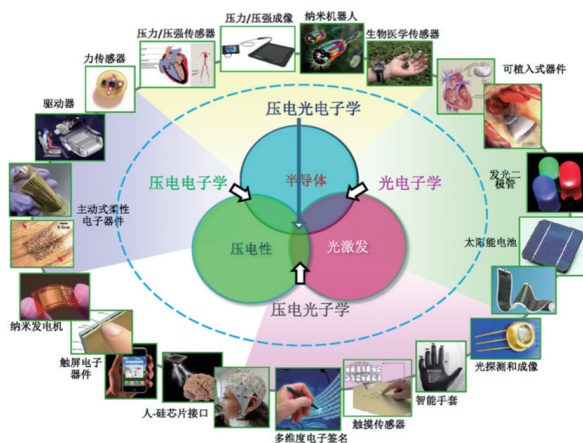 压力/压强成像
纳米机器人
压力/压强传感器
生物医学传感器
力传感器
可植入式器件
驱动器
压电光电子学
压电电子学
半导体
光电子学
发光二
极管
主动式柔性
电子器件
压电性
光激发
太阳能电池
压电光子学
纳米发电机
触屏电子
器件
光探测和成像
智能手套
人-硅芯片接口
触摸传感器
多维度电子签名